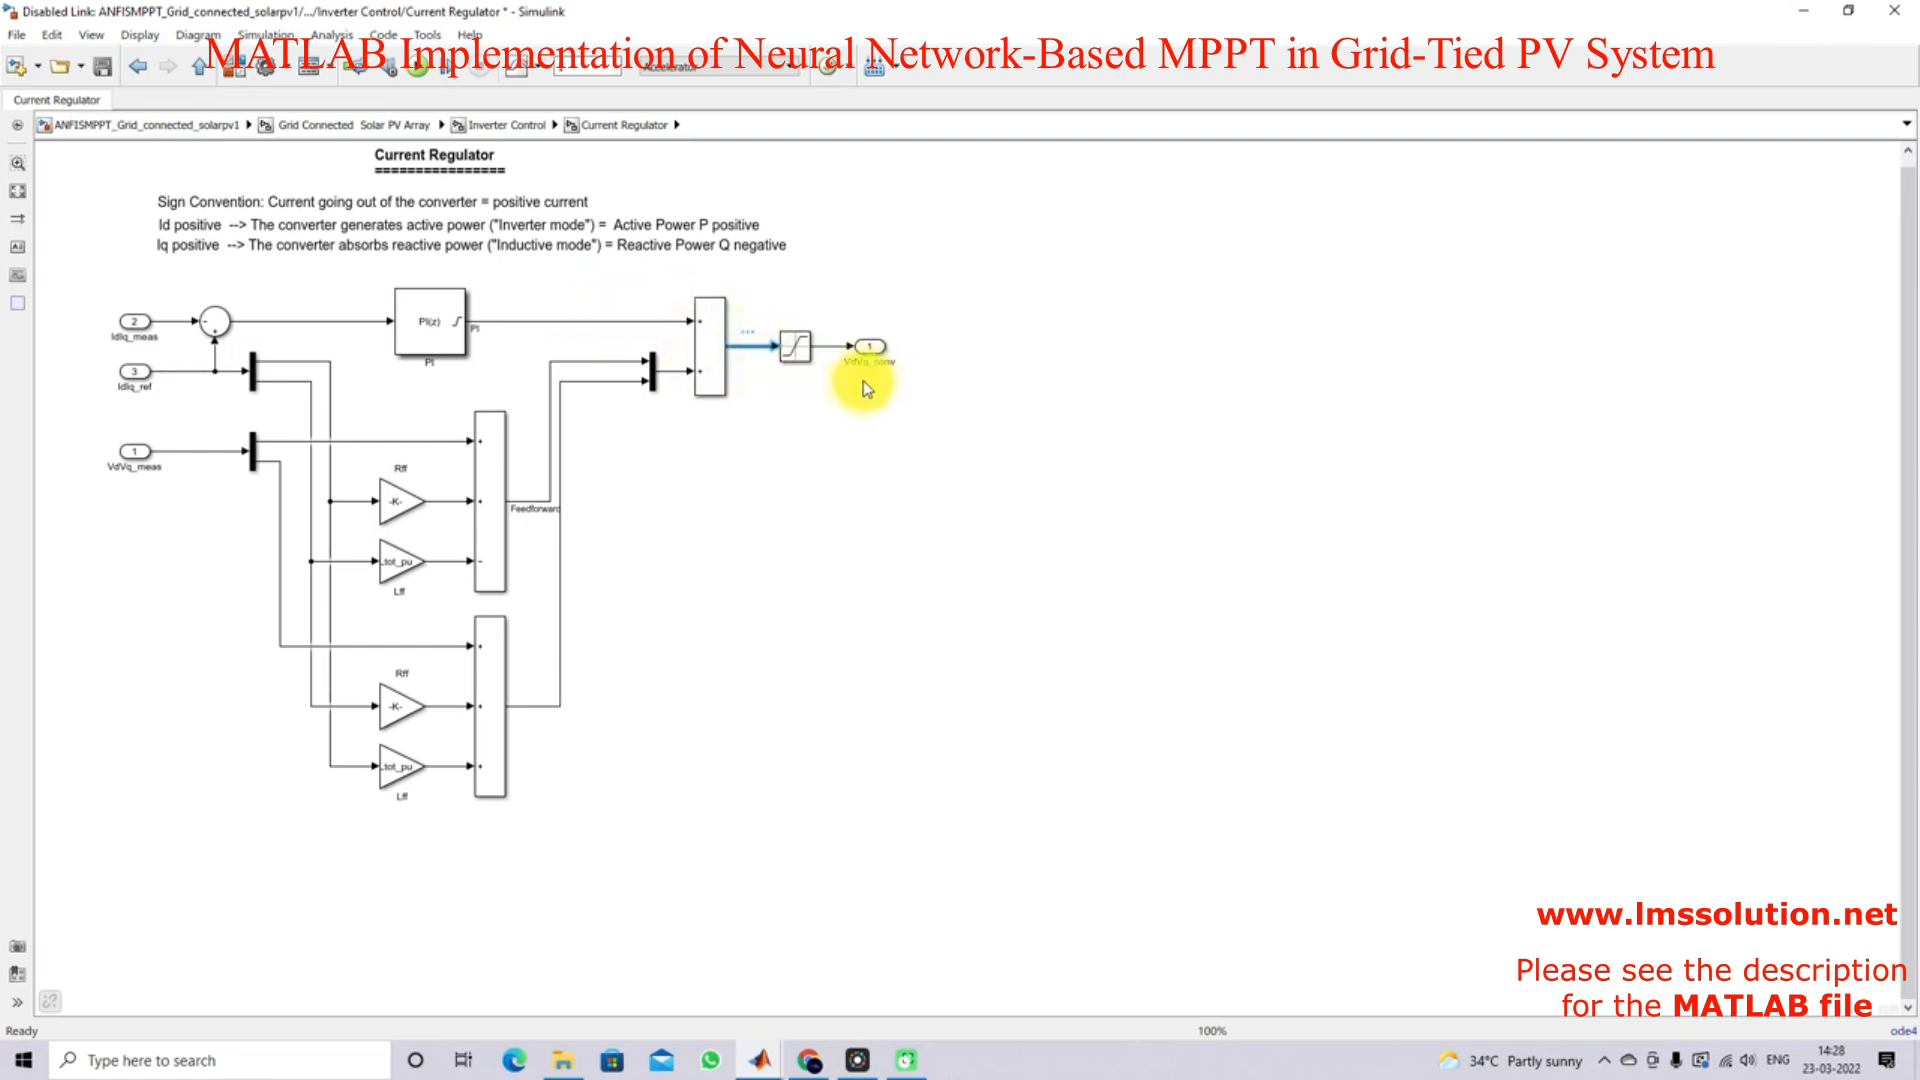 Disabled Link: ANFISMPPT_Grid_connected_solarpv1/.../Inverter Control/Current Regulator * - Simulink
File Edit View Display Diagram Simulation Analysis Code Tools Help
MATLAB Implementation of Neural Network-Based MPPT in Grid-Tied PV System
Accelerator
Current Regulator
ANFISMPPT_Grid_connected_solarpv1 Grid Connected Solar PV Array Inverter Control Current Regulator
Current Regulator
================
Sign Convention: Current going out of the converter = positive current
Id positive --> The converter generates active power ("Inverter mode") = Active Power P positive
Iq positive --> The converter absorbs reactive power ("Inductive mode") = Reactive Power Q negative
2
IdIq_meas
PI(z)
PI
PI
1
VdVq_conv
3
IdIq_ref
1
VdVq_meas
Rff
-K-
Feedforward
.tot_pu
Lff
Rff
-K-
.tot_pu
Lff
www.lmssolution.net
Please see the description
for the MATLAB file
Ready 100% ode4
Type here to search
34°C Partly sunny ENG
14:28
23-03-2022